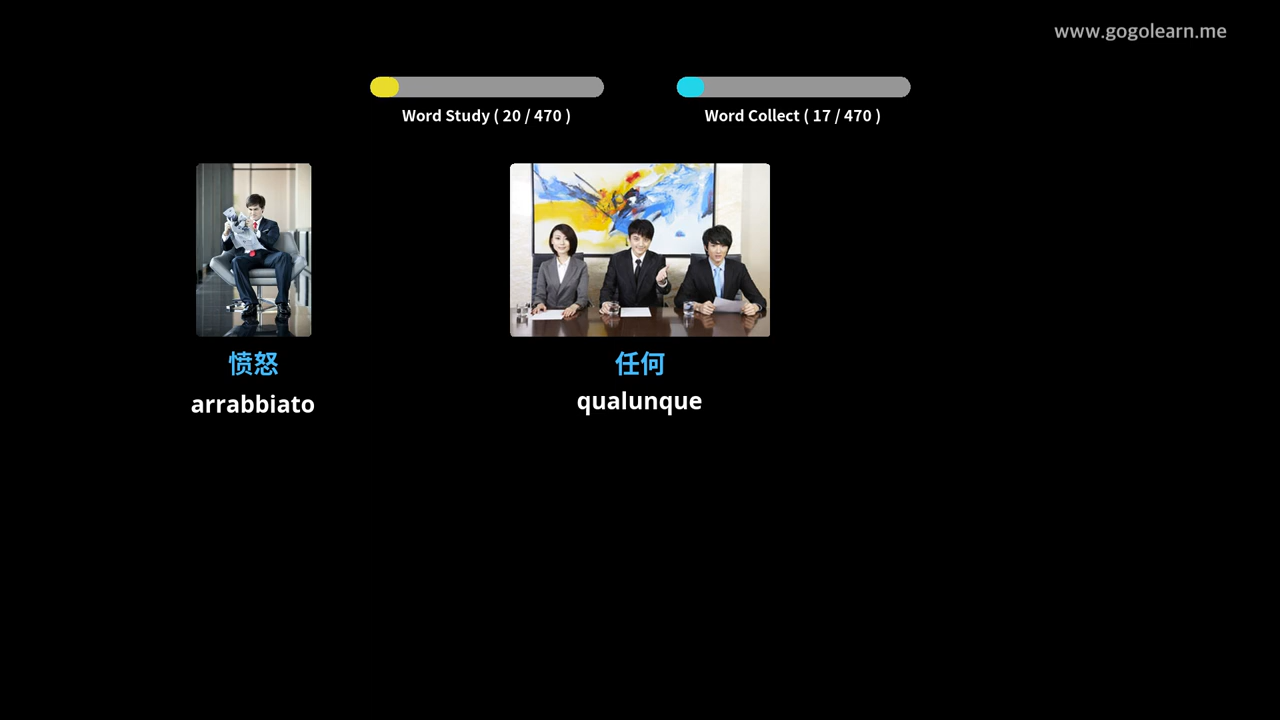 www.gogolearn.me
Word Study ( 20 / 470 )
Word Collect ( 17 / 470 )
愤怒
arrabbiato
任何
qualunque